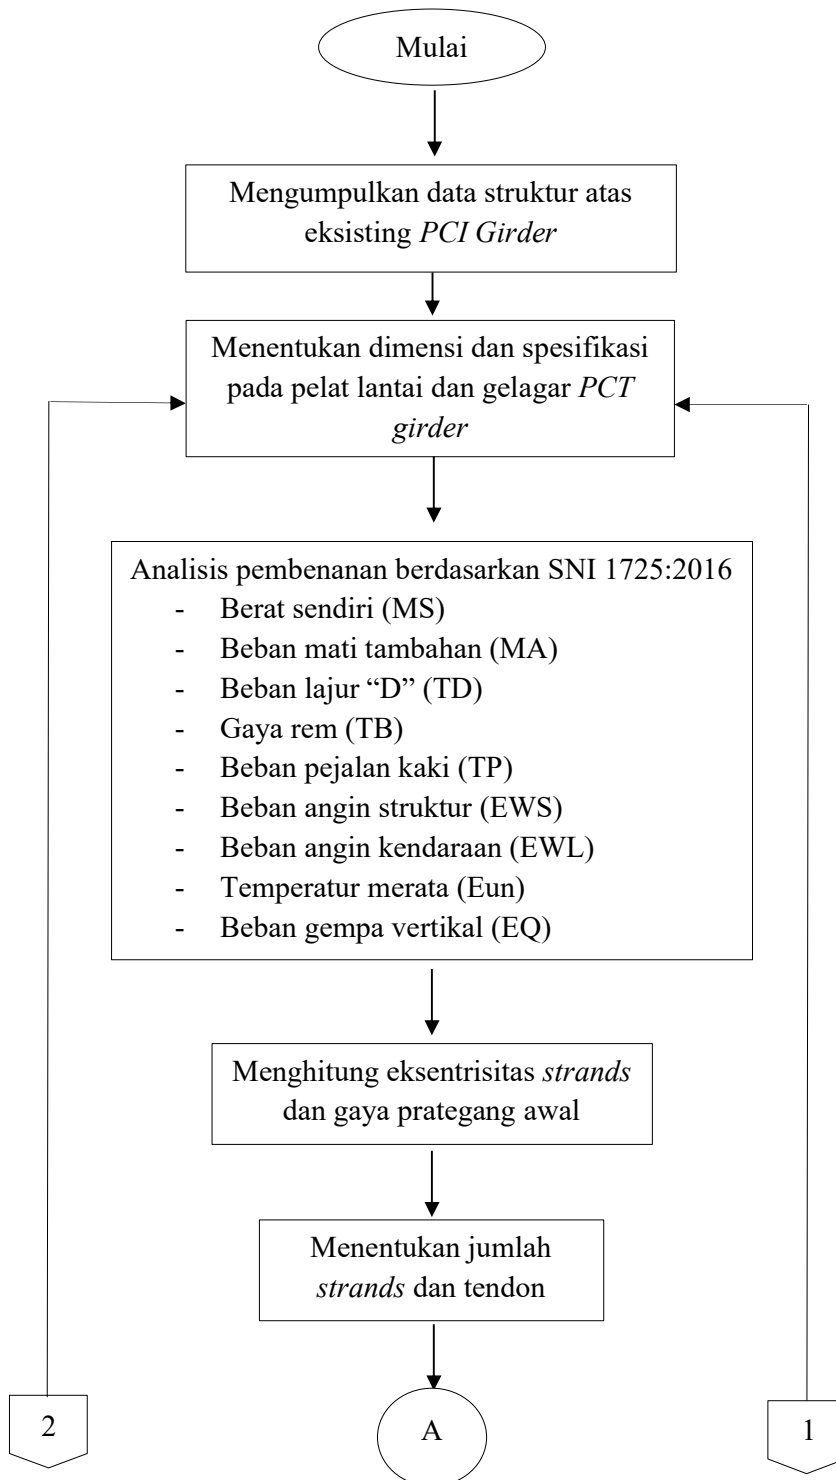 Mulai
Mengumpulkan data struktur atas
eksisting PCI Girder
Menentukan dimensi dan spesifikasi
pada pelat lantai dan gelagar PCT
girder
Analisis pembenanan berdasarkan SNI 1725:2016
- Berat sendiri (MS)
- Beban mati tambahan (MA)
- Beban lajur “D” (TD)
- Gaya rem (TB)
- Beban pejalan kaki (TP)
- Beban angin struktur (EWS)
- Beban angin kendaraan (EWL)
- Temperatur merata (Eun)
- Beban gempa vertikal (EQ)
Menghitung eksentrisitas strands
dan gaya prategang awal
Menentukan jumlah
strands dan tendon
2
A
1